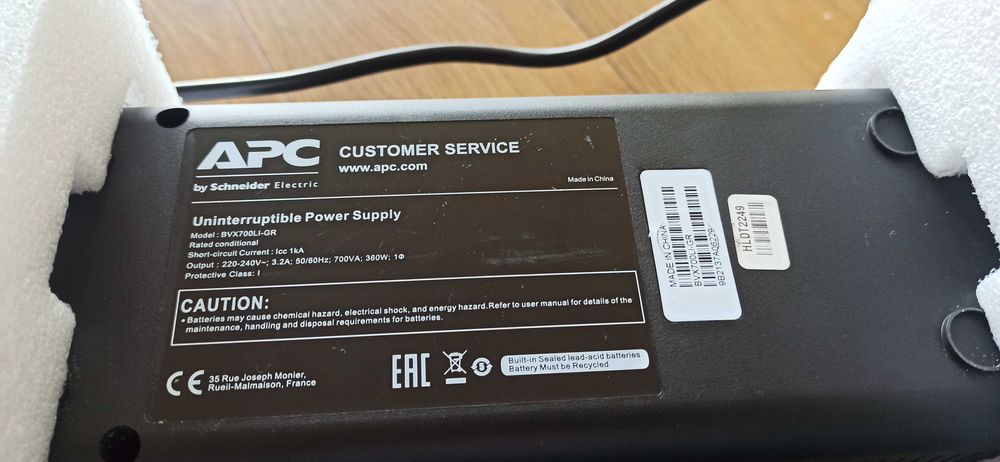 APC
by Schneider Electric
CUSTOMER SERVICE
www.apc.com
Made in China
Uninterruptible Power Supply
Model : BVX700LI-GR
Rated conditional
Short-circuit Current : Icc 1kA
Output : 220-240V~; 3.2A; 50/60Hz; 700VA; 360W; 1Φ
Protective Class: I
CAUTION:
• Batteries may cause chemical hazard, electrical shock, and energy hazard.Refer to user manual for details of the
maintenance, handling and disposal requirements for batteries.
CE
35 Rue Joseph Monier,
Rueil-Malmaison, France
EAC
Built-in Sealed lead-acid batteries
Battery Must be Recycled
MADE IN CHINA
BVX700LI-GR
9B2137A06229
HLDT2249